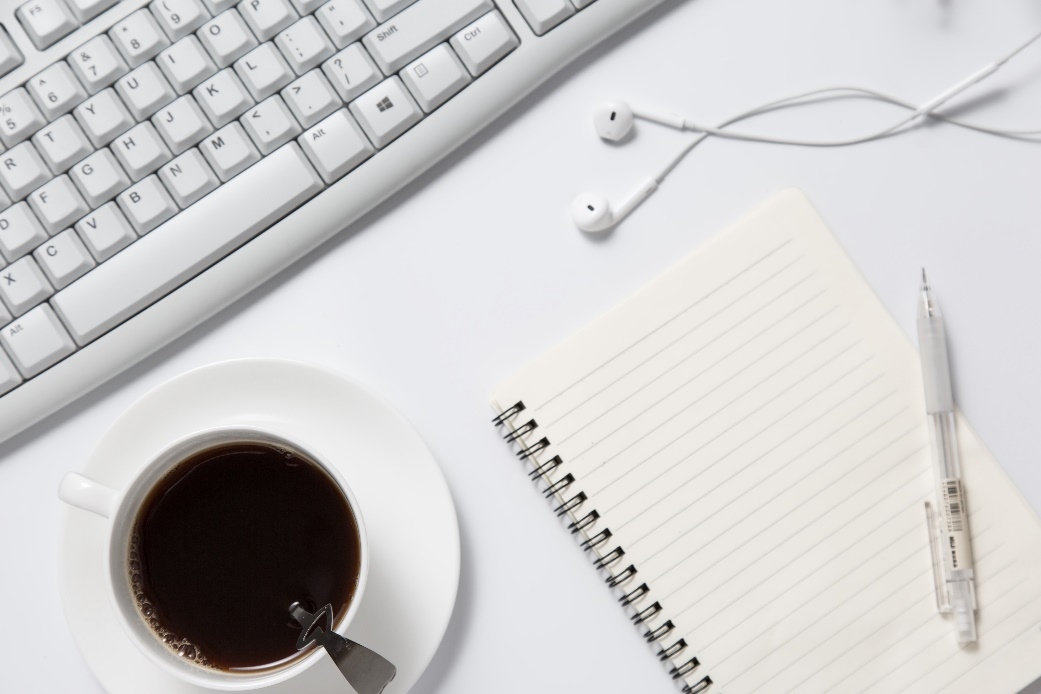 F5
( 9
O
P
: ;
" '
Shift
Ctrl
* 8
I
L
? /
& 7
U
K
> .
^ 6
Y
J
< ,
Alt
% 5
T
H
M
R
G
N
F
B
D
V
C
X
Alt